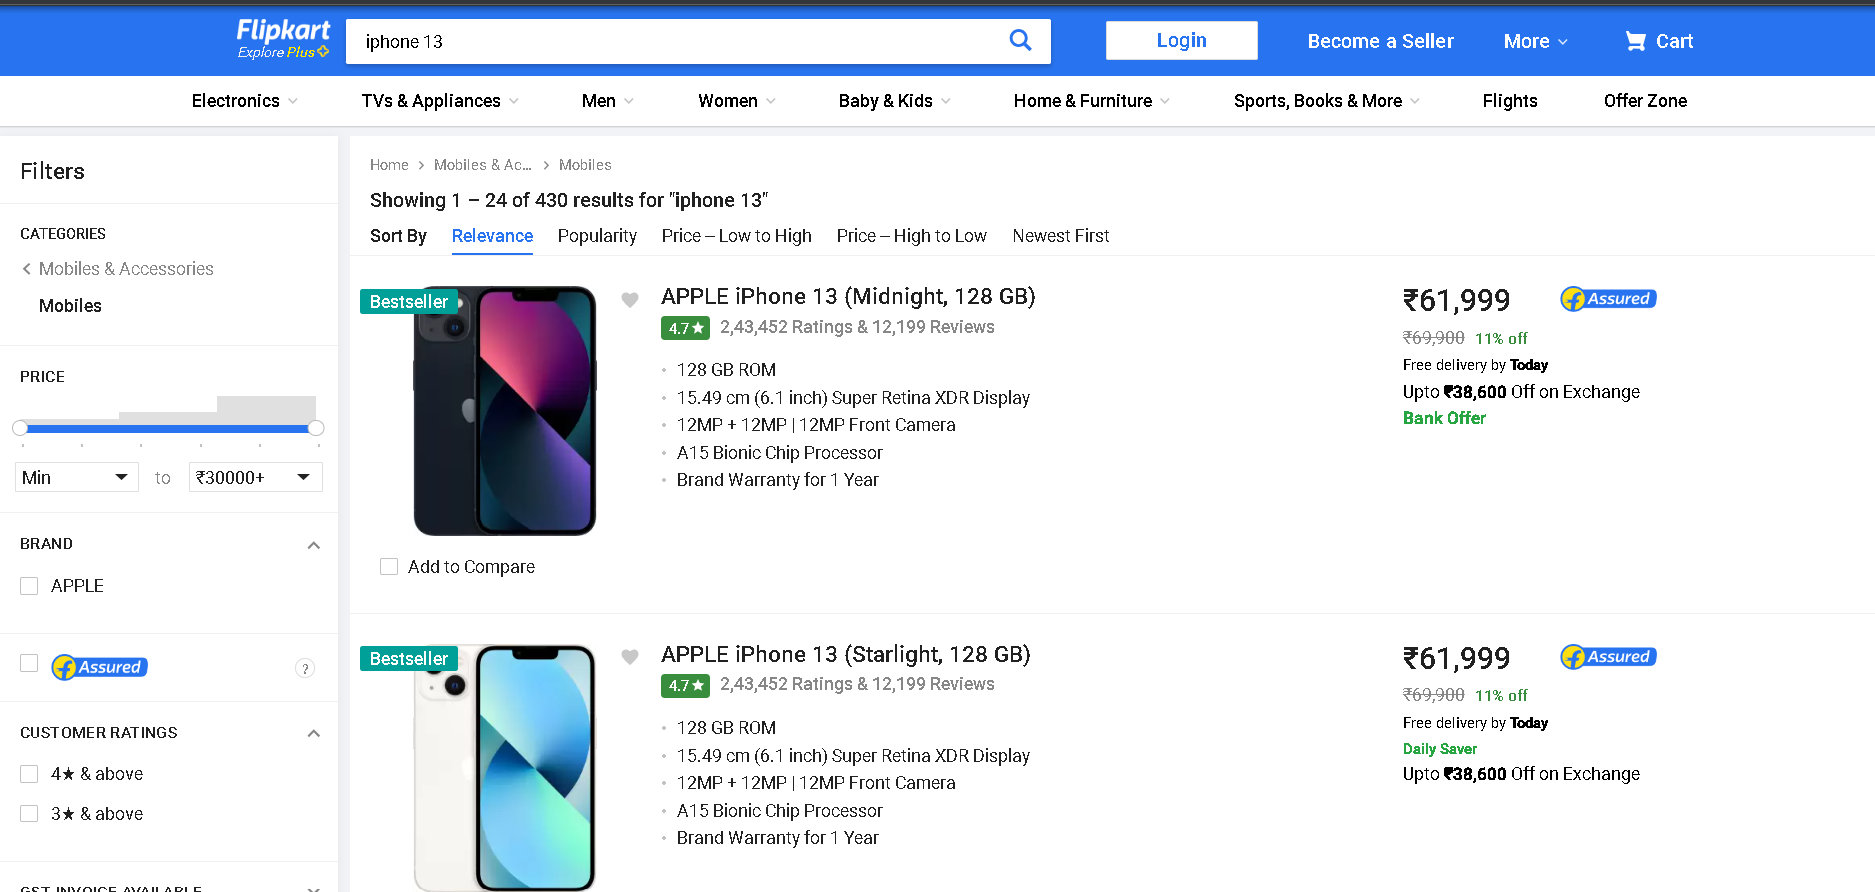 Flipkart
Explore Plus
iphone 13
Login
Become a Seller
More
Cart
Electronics
TVs & Appliances
Men
Women
Baby & Kids
Home & Furniture
Sports, Books & More
Flights
Offer Zone
Filters
CATEGORIES
Mobiles & Accessories
Mobiles
PRICE
Min
to
₹30000+
BRAND
APPLE
Assured
?
CUSTOMER RATINGS
4★ & above
3★ & above
GST INVOICE AVAILABLE
Home
Mobiles & Ac...
Mobiles
Showing 1 – 24 of 430 results for "iphone 13"
Sort By
Relevance
Popularity
Price -- Low to High
Price -- High to Low
Newest First
Bestseller
APPLE iPhone 13 (Midnight, 128 GB)
4.7★
2,43,452 Ratings & 12,199 Reviews
128 GB ROM
15.49 cm (6.1 inch) Super Retina XDR Display
12MP + 12MP | 12MP Front Camera
A15 Bionic Chip Processor
Brand Warranty for 1 Year
₹61,999
Assured
₹69,900 11% off
Free delivery by Today
Upto ₹38,600 Off on Exchange
Bank Offer
Add to Compare
Bestseller
APPLE iPhone 13 (Starlight, 128 GB)
4.7★
2,43,452 Ratings & 12,199 Reviews
128 GB ROM
15.49 cm (6.1 inch) Super Retina XDR Display
12MP + 12MP | 12MP Front Camera
A15 Bionic Chip Processor
Brand Warranty for 1 Year
₹61,999
Assured
₹69,900 11% off
Free delivery by Today
Daily Saver
Upto ₹38,600 Off on Exchange